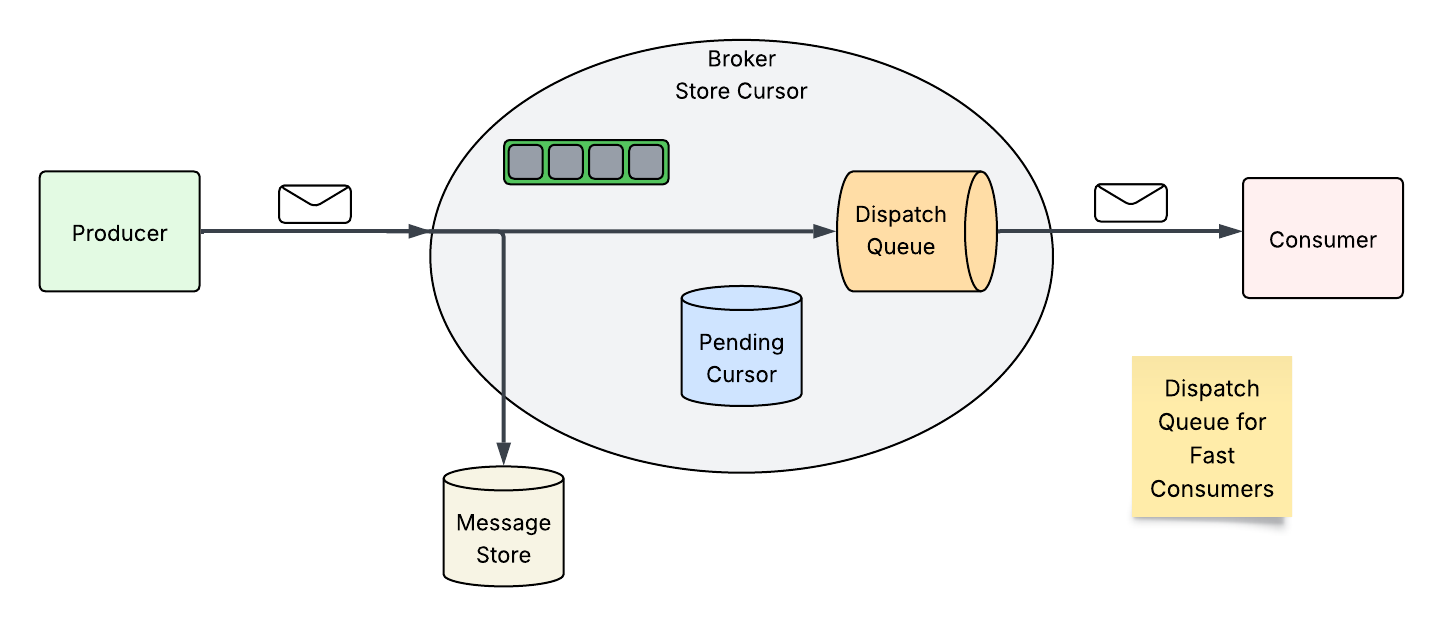 Broker
Store Cursor
Producer
Dispatch
Queue
Consumer
Pending
Cursor
Dispatch
Queue for
Fast
Consumers
Message
Store